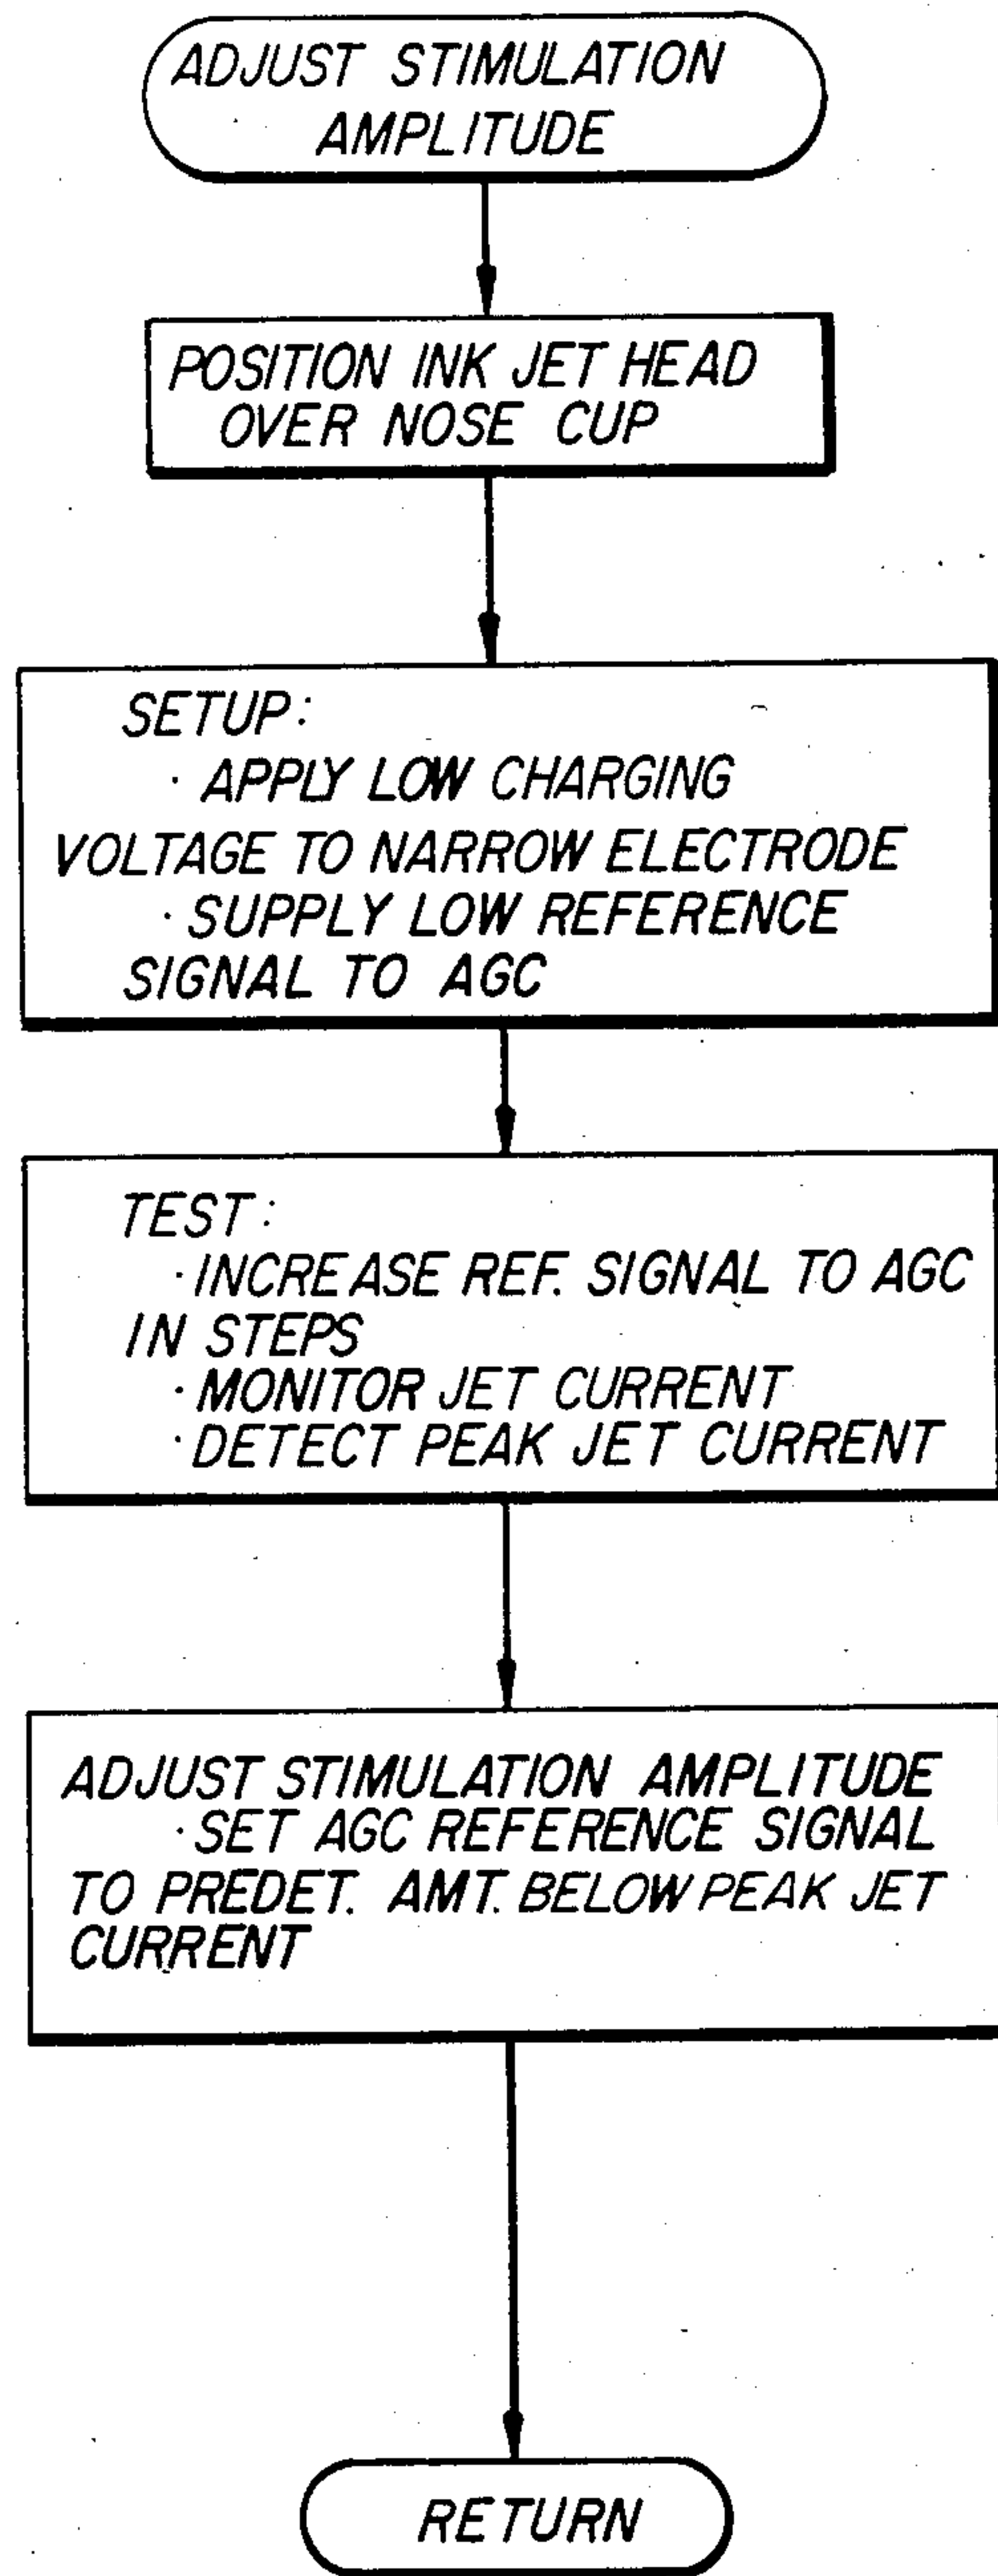 ADJUST STIMULATION
AMPLITUDE
POSITION INK JET HEAD
OVER NOSE CUP
SETUP:
· APPLY LOW CHARGING
VOLTAGE TO NARROW ELECTRODE
· SUPPLY LOW REFERENCE
SIGNAL TO AGC
TEST:
· INCREASE REF. SIGNAL TO AGC
IN STEPS
· MONITOR JET CURRENT
· DETECT PEAK JET CURRENT
ADJUST STIMULATION AMPLITUDE
· SET AGC REFERENCE SIGNAL
TO PREDET. AMT. BELOW PEAK JET
CURRENT
RETURN